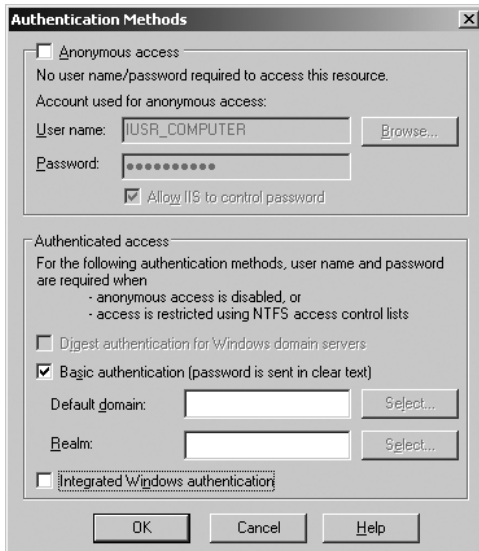 Authentication Methods
Anonymous access
No user name/password required to access this resource.
Account used for anonymous access:
User name: IUSR_COMPUTER Browse...
Password: ●●●●●●●●●●
Allow IIS to control password
Authenticated access
For the following authentication methods, user name and password
are required when
- anonymous access is disabled, or
- access is restricted using NTFS access control lists
Digest authentication for Windows domain servers
Basic authentication (password is sent in clear text)
Default domain: Select...
Realm: Select...
Integrated Windows authentication
OK Cancel Help